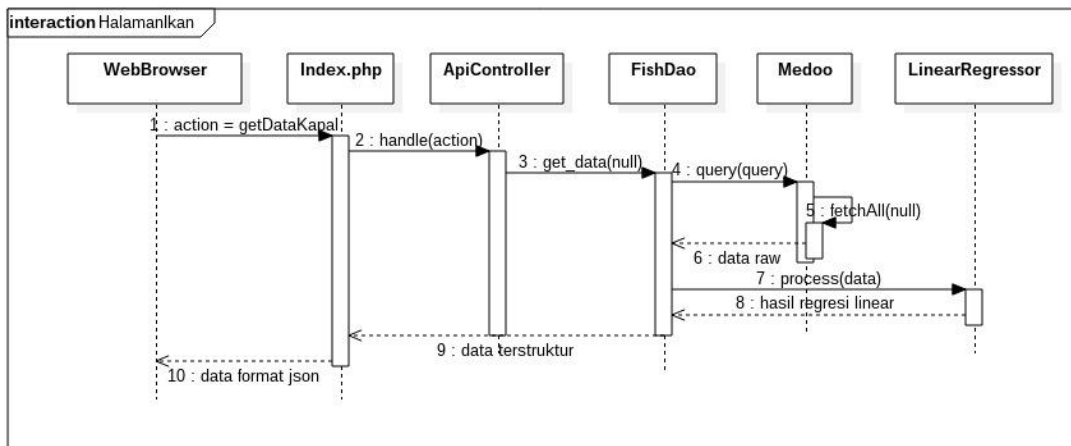 interaction HalamanIkan
WebBrowser
Index.php
ApiController
FishDao
Medoo
LinearRegressor
1 : action = getDataKapal
2 : handle(action)
3 : get_data(null)
4 : query(query)
5 : fetchAll(null)
6 : data raw
7 : process(data)
8 : hasil regresi linear
9 : data terstruktur
10 : data format json